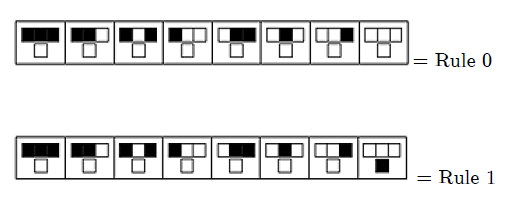 = Rule 0
= Rule 1